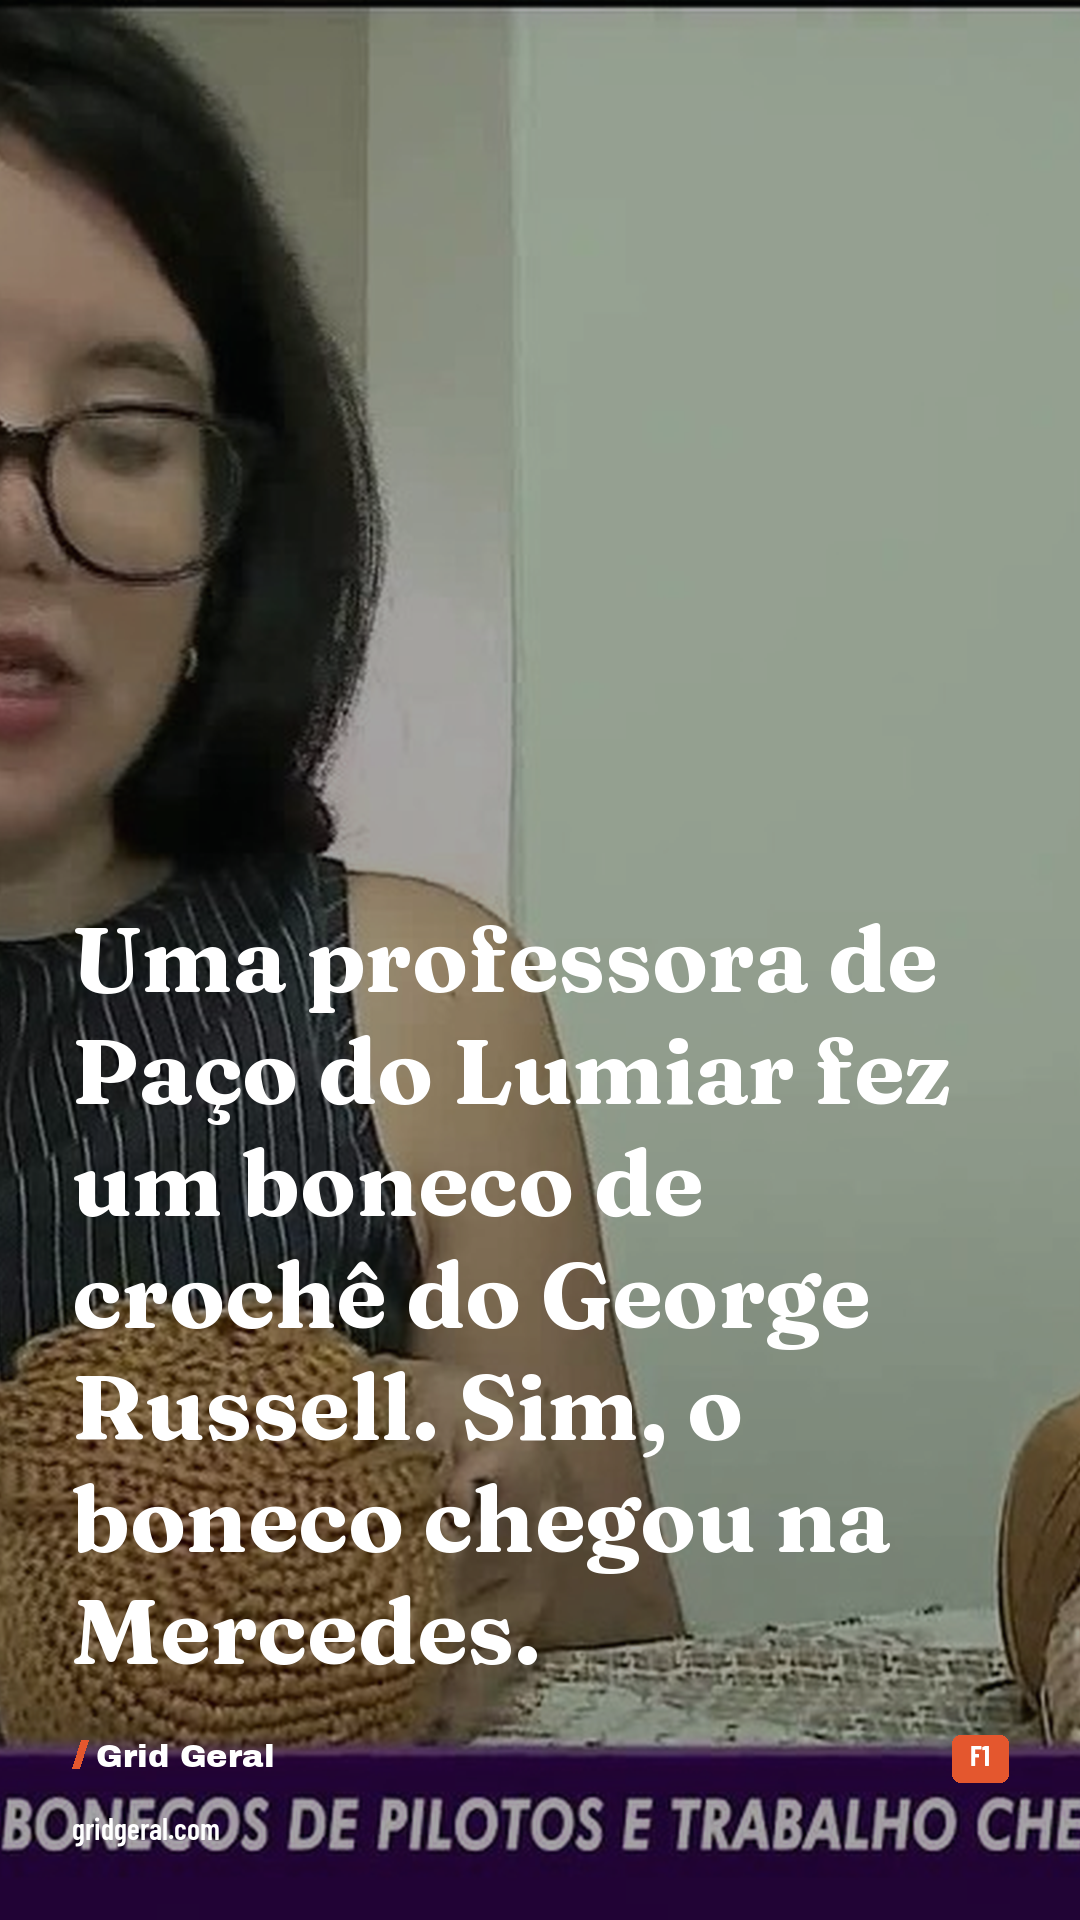 Uma professora de
Paço do Lumiar fez
um boneco de
crochê do George
Russell. Sim, o
boneco chegou na
Mercedes.
/ Grid Geral
F1
BONECOS DE PILOTOS E TRABALHO CHE
gridgeral.com